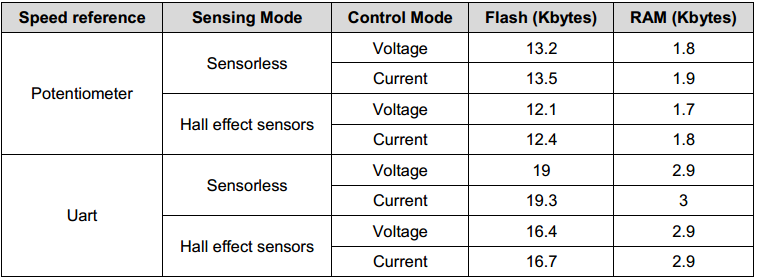 Speed reference Sensing Mode Control Mode Flash (Kbytes) RAM (Kbytes)
Potentiometer Sensorless Voltage 13.2 1.8
Current 13.5 1.9
Hall effect sensors Voltage 12.1 1.7
Current 12.4 1.8
Uart Sensorless Voltage 19 2.9
Current 19.3 3
Hall effect sensors Voltage 16.4 2.9
Current 16.7 2.9